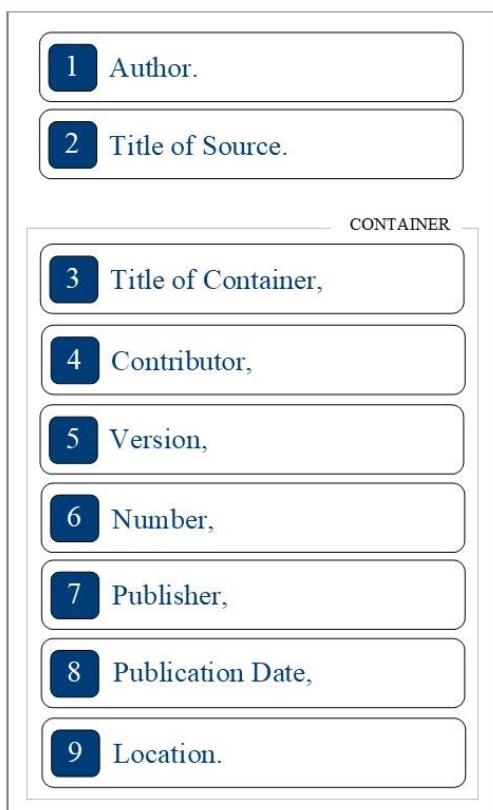 1 Author.
2 Title of Source.
CONTAINER
3 Title of Container,
4 Contributor,
5 Version,
6 Number,
7 Publisher,
8 Publication Date,
9 Location.